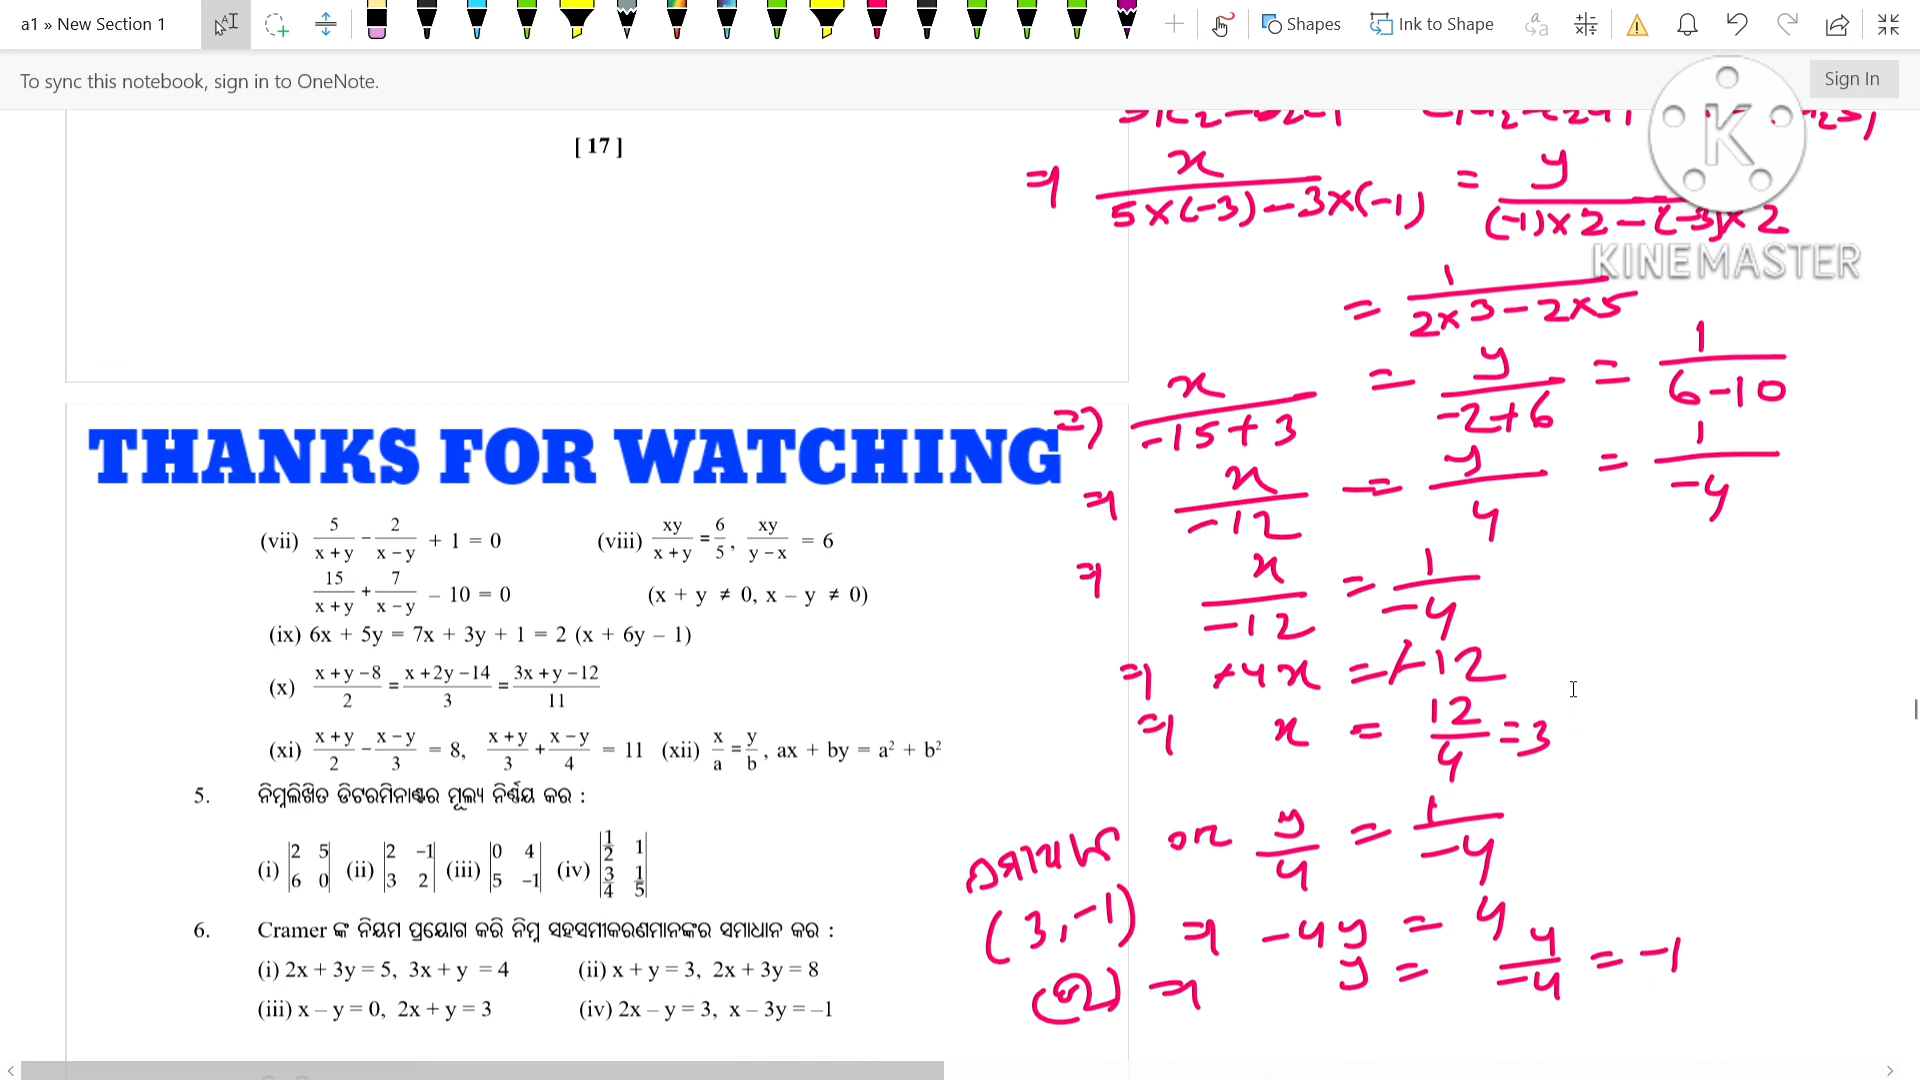 a1 » New Section 1
Shapes
Ink to Shape
To sync this notebook, sign in to OneNote.
Sign In
K
KINEMASTER
[ 17 ]
THANKS FOR WATCHING
(vii) 5/(x+y) − 2/(x−y) + 1 = 0
15/(x+y) + 7/(x−y) − 10 = 0
(viii) xy/(x+y) = 6/5, xy/(y−x) = 6
(x + y ≠ 0, x – y ≠ 0)
(ix) 6x + 5y = 7x + 3y + 1 = 2 (x + 6y – 1)
(x) (x+y−8)/2 = (x+2y−14)/3 = (3x+y−12)/11
(xi) (x+y)/2 − (x−y)/3 = 8, (x+y)/3 + (x−y)/4 = 11 (xii) x/a = y/b, ax + by = a² + b²
5. ନିମ୍ନଲିଖିତ ଡିଟରମିନାଣ୍ଟର ମୂଲ୍ୟ ନିର୍ଣ୍ଣୟ କର :
(i) |2 5; 6 0| (ii) |2 −1; 3 2| (iii) |0 4; 5 −1| (iv) |1/2 1; 3/4 1/5|
6. Cramer ଙ୍କ ନିୟମ ପ୍ରୟୋଗ କରି ନିମ୍ନ ସହସମୀକରଣମାନଙ୍କର ସମାଧାନ କର :
(i) 2x + 3y = 5, 3x + y = 4 (ii) x + y = 3, 2x + 3y = 8
(iii) x – y = 0, 2x + y = 3 (iv) 2x – y = 3, x – 3y = –1
⇒ x/(5×(-3)-3×(-1)) = y/((-1)×2-(-3)×2)
= 1/(2×3-2×5)
⇒ x/(-15+3) = y/(-2+6) = 1/(6-10)
⇒ x/-12 = y/4 = 1/-4
⇒ x/-12 = 1/-4
⇒ +4x = +12
⇒ x = 12/4 = 3
or y/4 = 1/-4
ସମାଧାନ
(3,-1) ⇒ -4y = 4
⇒ y = 4/-4 = -1